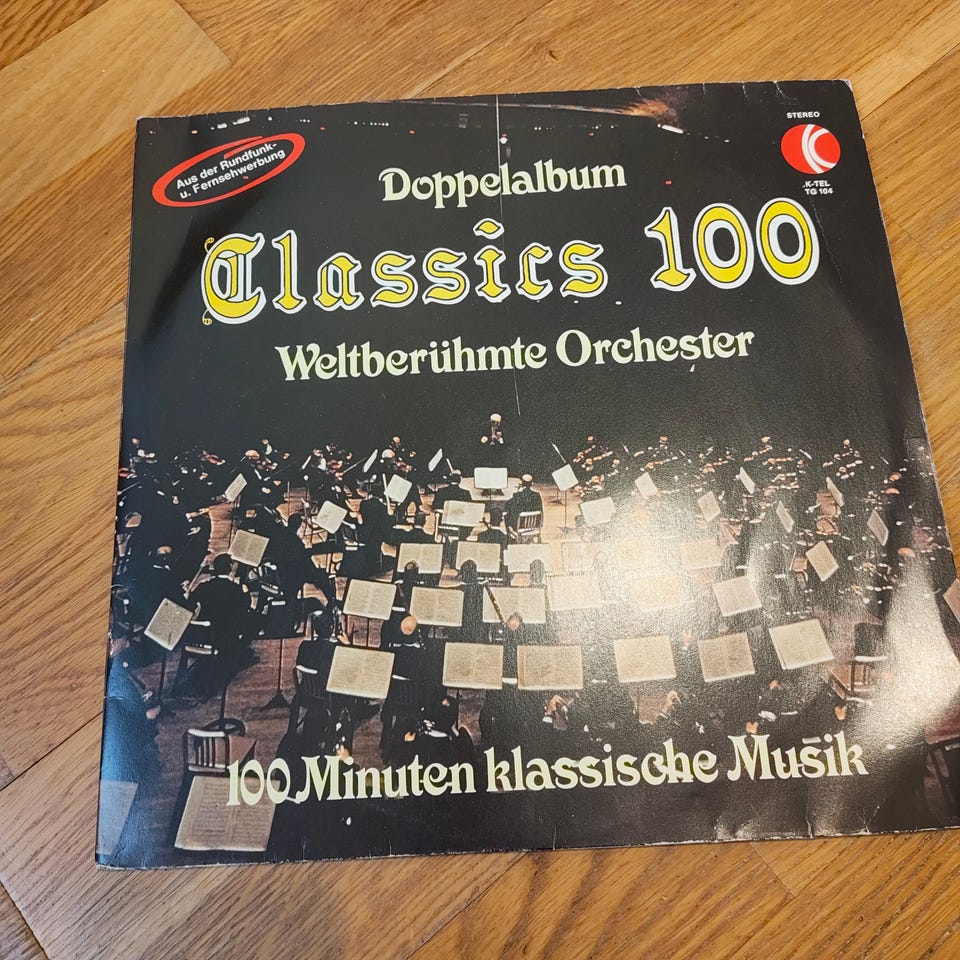 Aus der Rundfunk-
u. Fernsehwerbung
STEREO
K-TEL
TG 104
Doppelalbum
Classics 100
Weltberühmte Orchester
100 Minuten klassische Musik